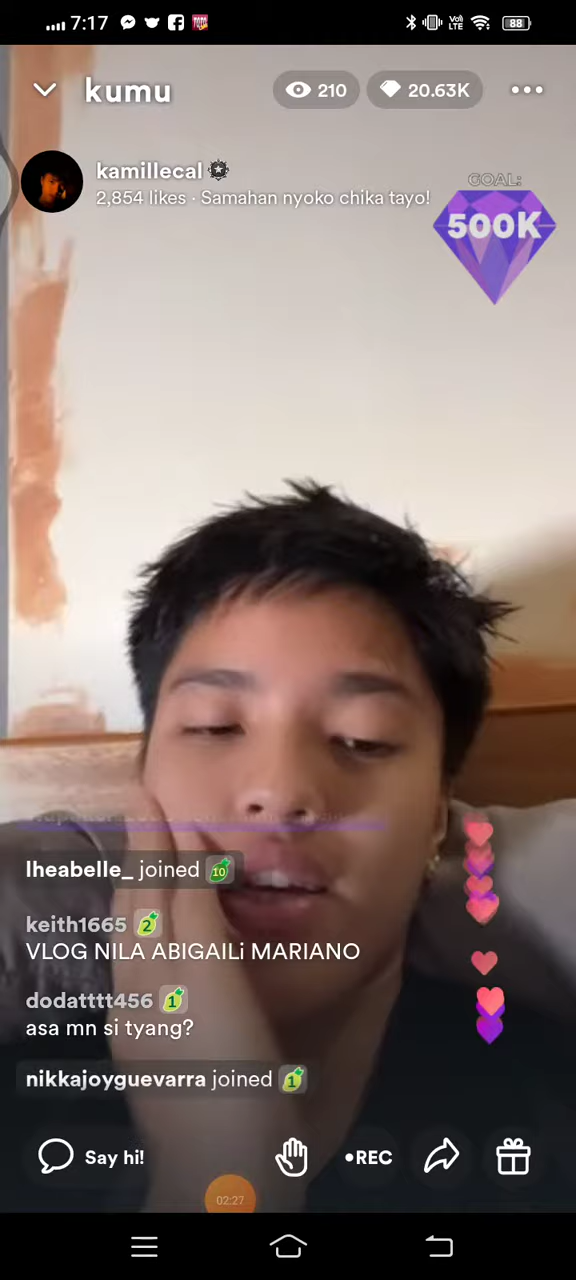 7:17
Vo) LTE
88
kumu
210
20.63K
kamillecal
2,854 likes · Samahan nyoko chika tayo!
GOAL:
500K
lheabelle_ joined 10
keith1665 2
VLOG NILA ABIGAILi MARIANO
dodatttt456 1
asa mn si tyang?
nikkajoyguevarra joined 1
Say hi!
•REC
02:27